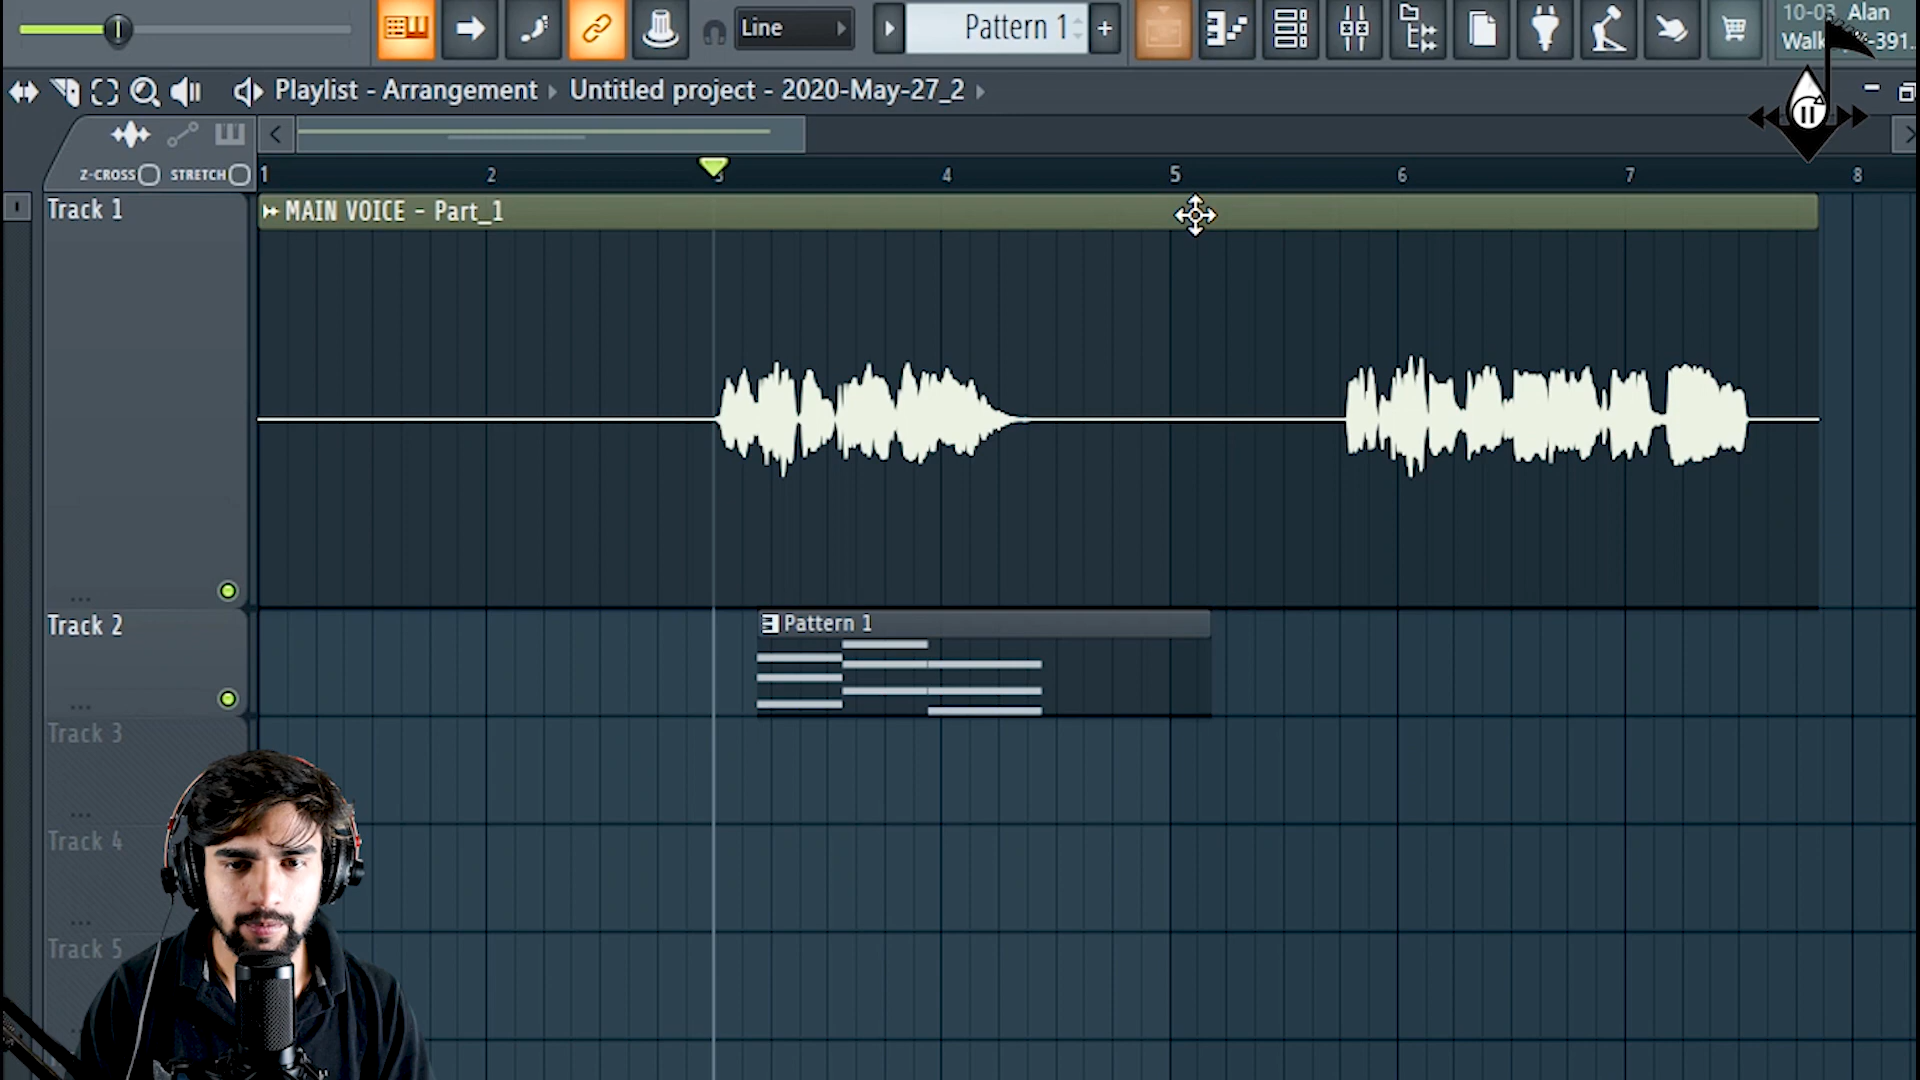 Line
Pattern 1
10-03 Alan
Playlist - Arrangement
Untitled project - 2020-May-27_2
Z-CROSS
STRETCH
1 2 3 4 5 6 7 8
Track 1
MAIN VOICE - Part_1
Track 2
Pattern 1
Track 3
Track 4
Track 5